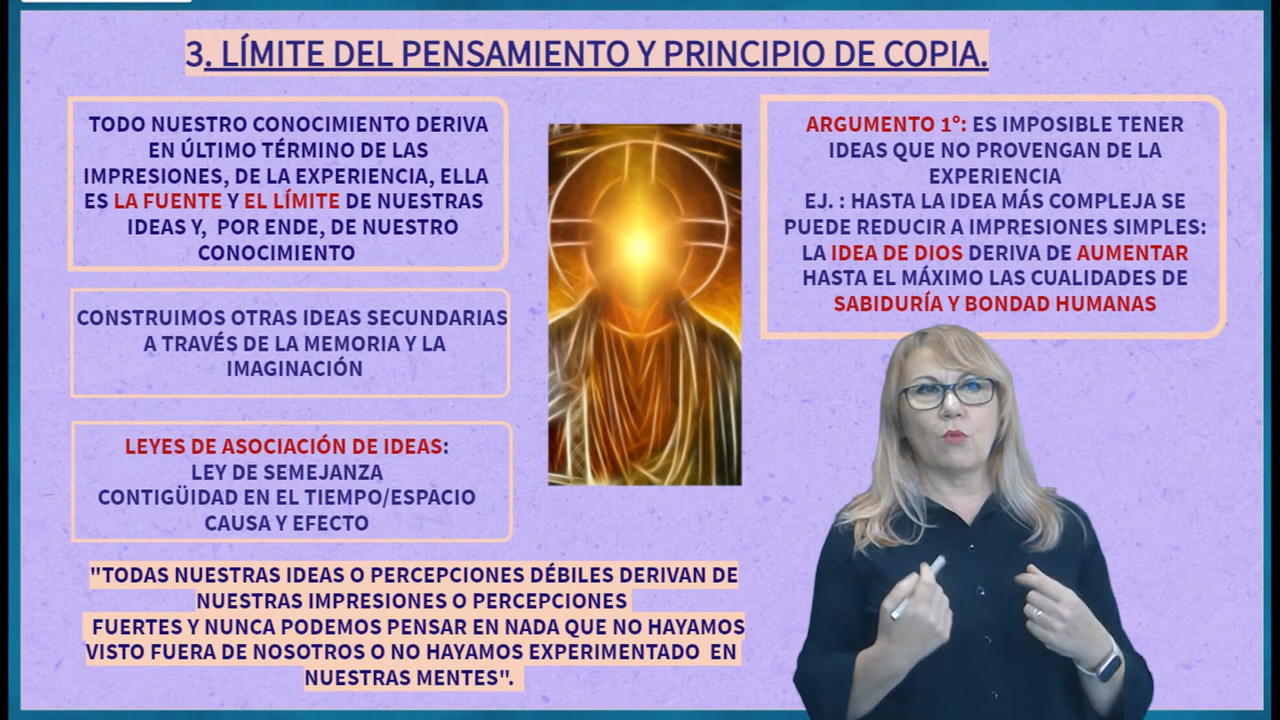 3. LÍMITE DEL PENSAMIENTO Y PRINCIPIO DE COPIA.
TODO NUESTRO CONOCIMIENTO DERIVA
EN ÚLTIMO TÉRMINO DE LAS
IMPRESIONES, DE LA EXPERIENCIA, ELLA
ES LA FUENTE Y EL LÍMITE DE NUESTRAS
IDEAS Y, POR ENDE, DE NUESTRO
CONOCIMIENTO
CONSTRUIMOS OTRAS IDEAS SECUNDARIAS
A TRAVÉS DE LA MEMORIA Y LA
IMAGINACIÓN
LEYES DE ASOCIACIÓN DE IDEAS:
LEY DE SEMEJANZA
CONTIGÜIDAD EN EL TIEMPO/ESPACIO
CAUSA Y EFECTO
"TODAS NUESTRAS IDEAS O PERCEPCIONES DÉBILES DERIVAN DE
NUESTRAS IMPRESIONES O PERCEPCIONES
FUERTES Y NUNCA PODEMOS PENSAR EN NADA QUE NO HAYAMOS
VISTO FUERA DE NOSOTROS O NO HAYAMOS EXPERIMENTADO EN
NUESTRAS MENTES".
ARGUMENTO 1º: ES IMPOSIBLE TENER
IDEAS QUE NO PROVENGAN DE LA
EXPERIENCIA
EJ. : HASTA LA IDEA MÁS COMPLEJA SE
PUEDE REDUCIR A IMPRESIONES SIMPLES:
LA IDEA DE DIOS DERIVA DE AUMENTAR
HASTA EL MÁXIMO LAS CUALIDADES DE
SABIDURÍA Y BONDAD HUMANAS